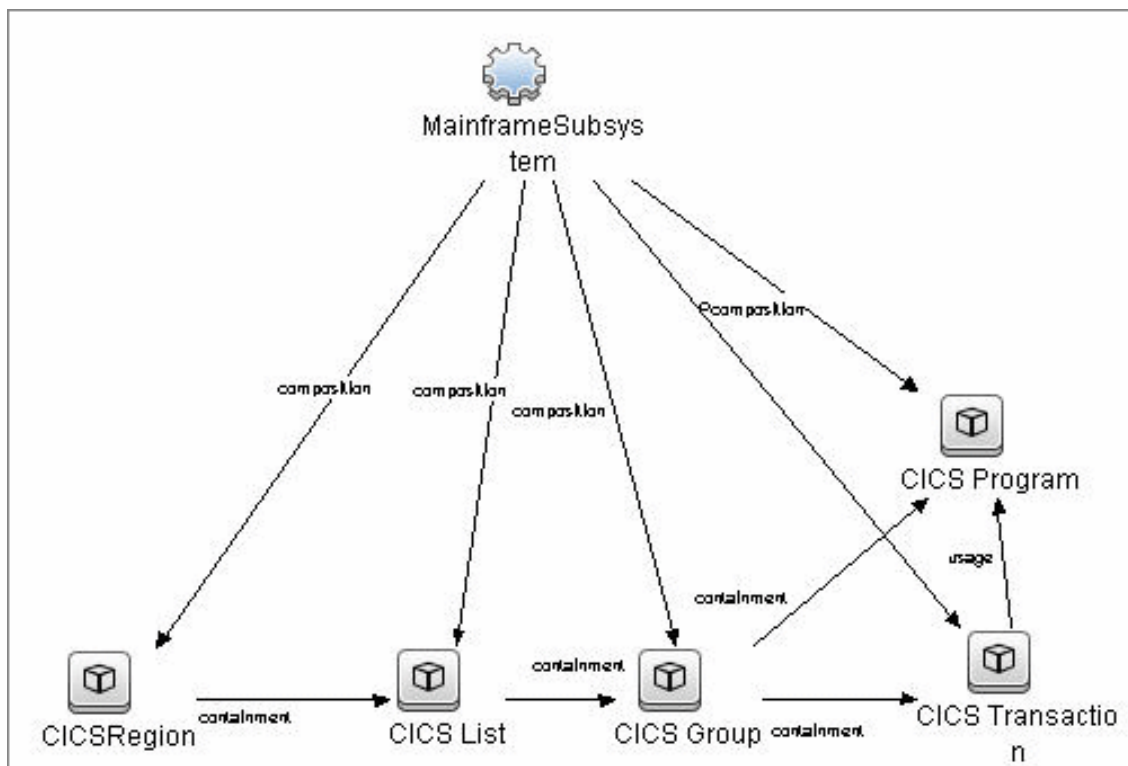 MainframeSubsys
tem
composition
composition
composition
composition
CICS Program
usage
containment
containment
containment
containment
CICSRegion
CICS List
CICS Group
CICS Transactio
n